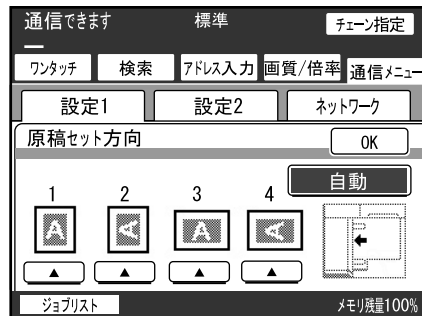 通信できます 標準 チェーン指定
ワンタッチ 検索 アドレス入力 画質/倍率 通信メニュー
設定1 設定2 ネットワーク
原稿セット方向 OK
自動
1 2 3 4
A A A A
ジョブリスト メモリ残量100%